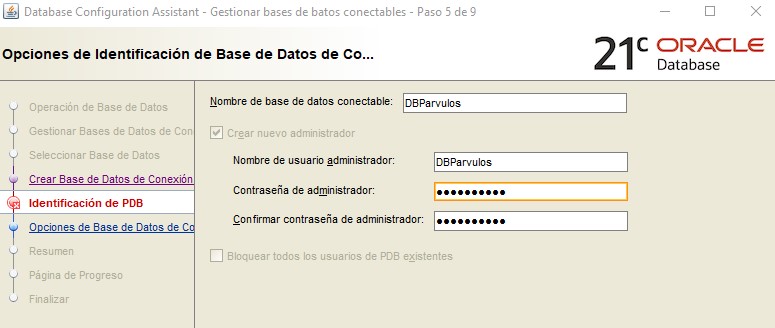 Database Configuration Assistant - Gestionar bases de batos conectables - Paso 5 de 9
Opciones de Identificación de Base de Datos de Co...
21c ORACLE
Database
Operación de Base de Datos
Gestionar Bases de Datos de Con
Seleccionar Base de Datos
Crear Base de Datos de Conexión
Identificación de PDB
Opciones de Base de Datos de Co
Resumen
Página de Progreso
Finalizar
Nombre de base de datos conectable: DBParvulos
Crear nuevo administrador
Nombre de usuario administrador: DBParvulos
Contraseña de administrador: ●●●●●●●●●●
Confirmar contraseña de administrador: ●●●●●●●●●●
Bloquear todos los usuarios de PDB existentes